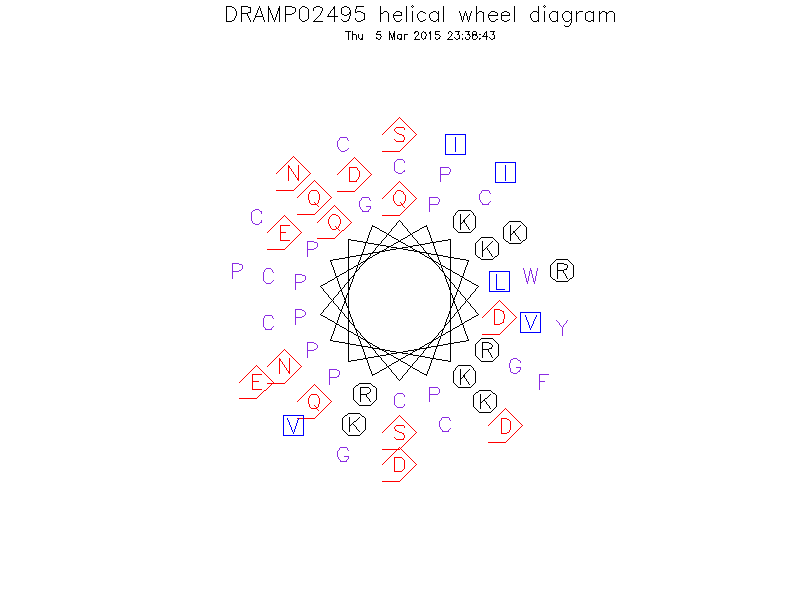 DRAMP02495 helical wheel diagram
Thu 5 Mar 2015 23:38:43
S
C I
C
N D P I
Q Q C
G P
C Q K
E K
P K
P C W R
P L
C P D V Y
P R
N G
E P K F
Q R C P K
V K C D
S
G
D